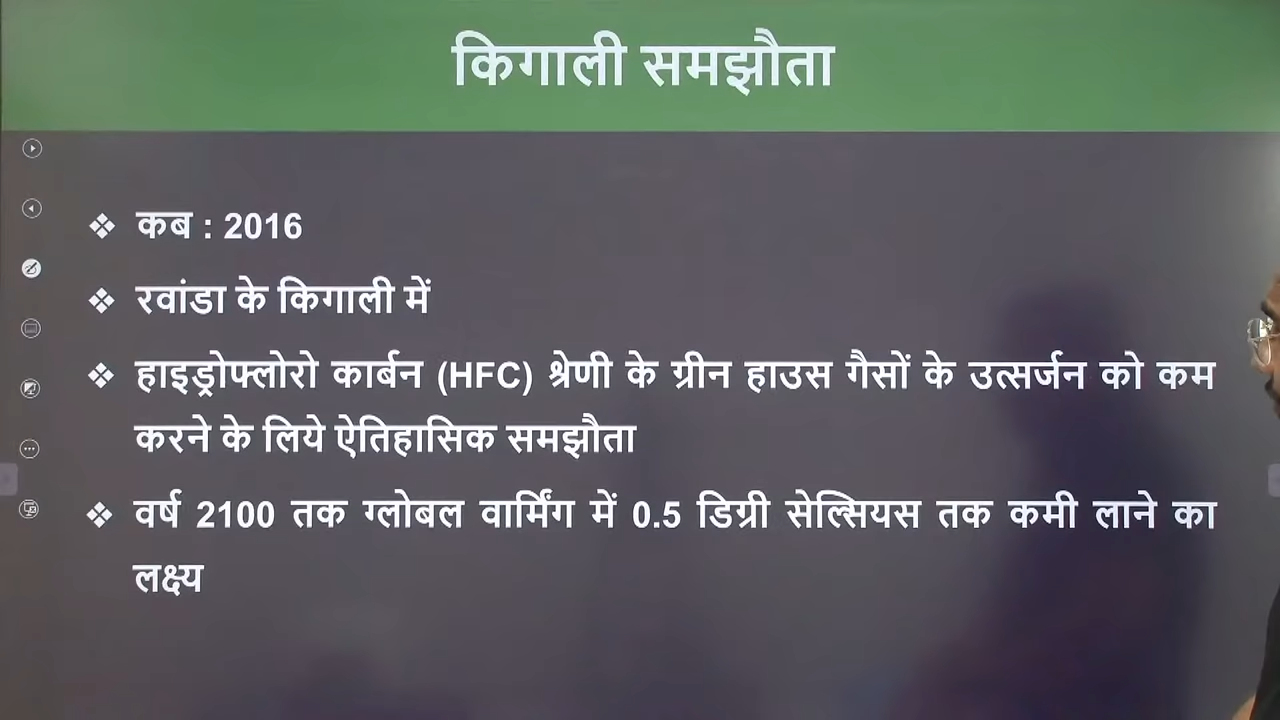 किगाली समझौता
❖ कब : 2016
❖ रवांडा के किगाली में
❖ हाइड्रोफ्लोरो कार्बन (HFC) श्रेणी के ग्रीन हाउस गैसों के उत्सर्जन को कम
करने के लिये ऐतिहासिक समझौता
❖ वर्ष 2100 तक ग्लोबल वार्मिंग में 0.5 डिग्री सेल्सियस तक कमी लाने का
लक्ष्य